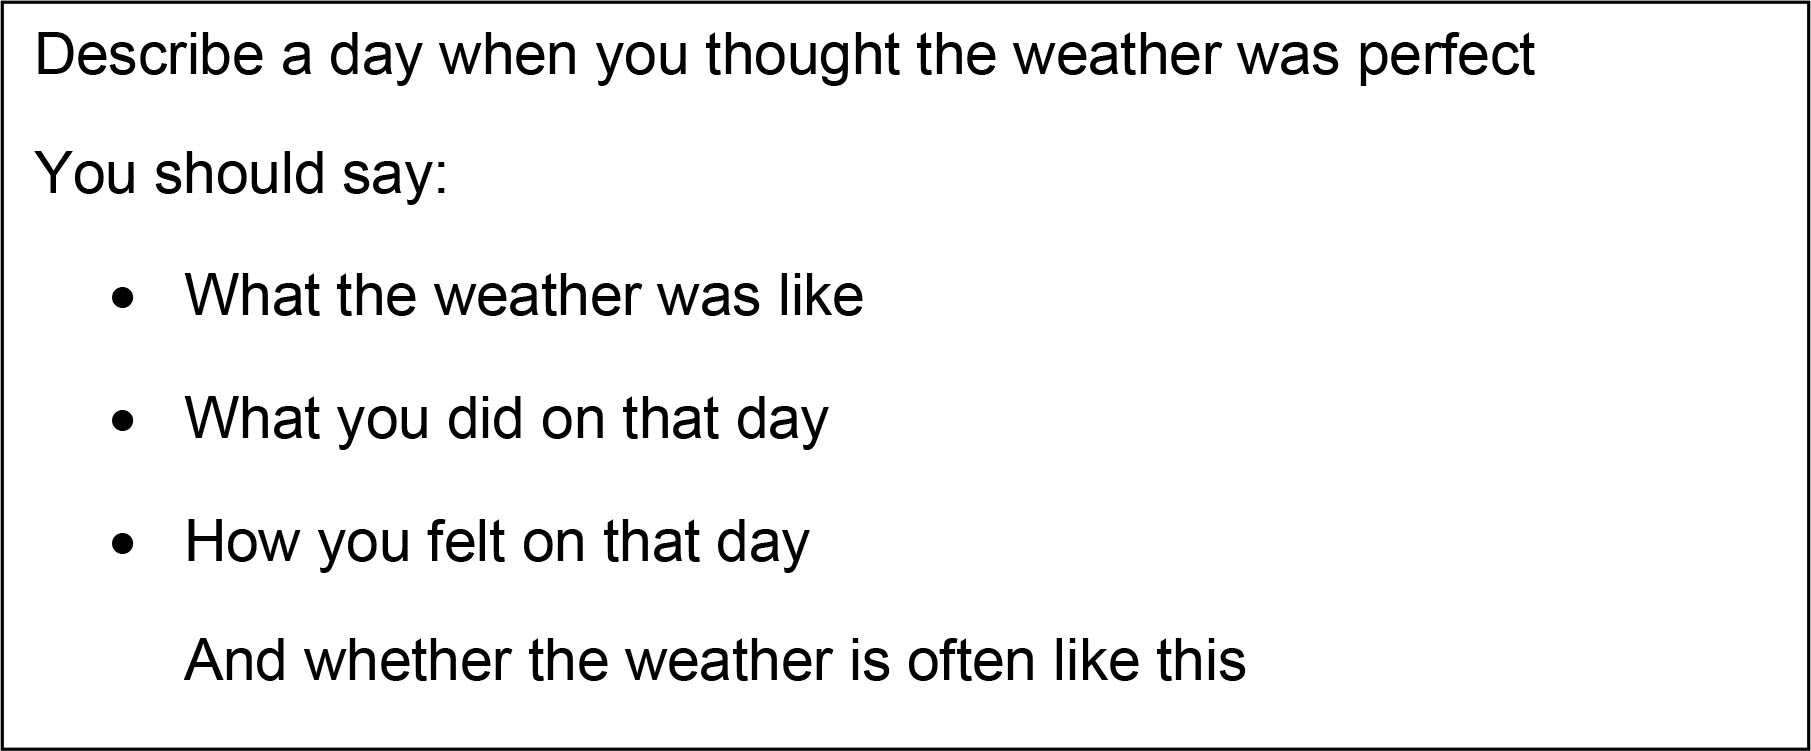 Describe a day when you thought the weather was perfect
You should say:
• What the weather was like
• What you did on that day
• How you felt on that day
And whether the weather is often like this